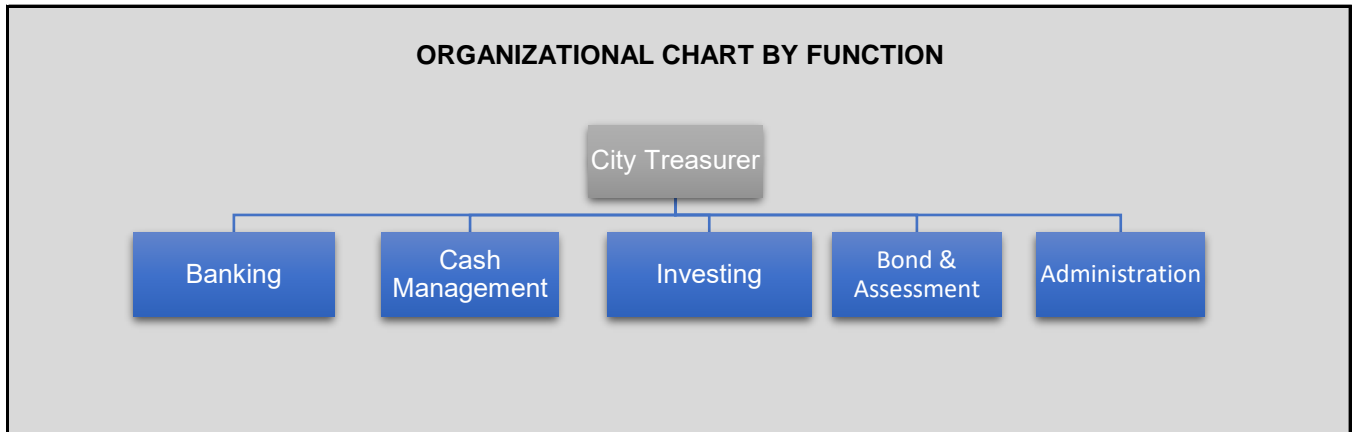 ORGANIZATIONAL CHART BY FUNCTION
City Treasurer
Banking
Cash
Management
Investing
Bond &
Assessment
Administration